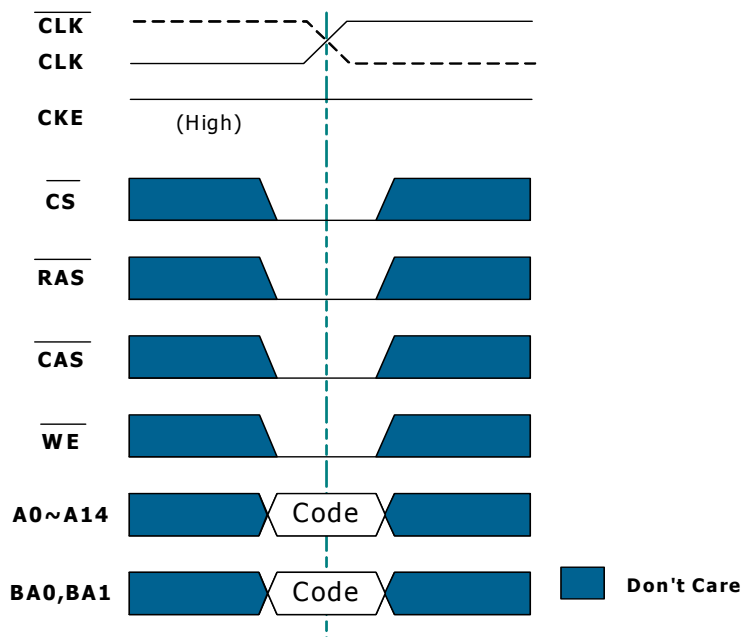 CLK
CLK
CKE
(High)
CS
RAS
CAS
WE
A0~A14
Code
BA0,BA1
Code
Don't Care